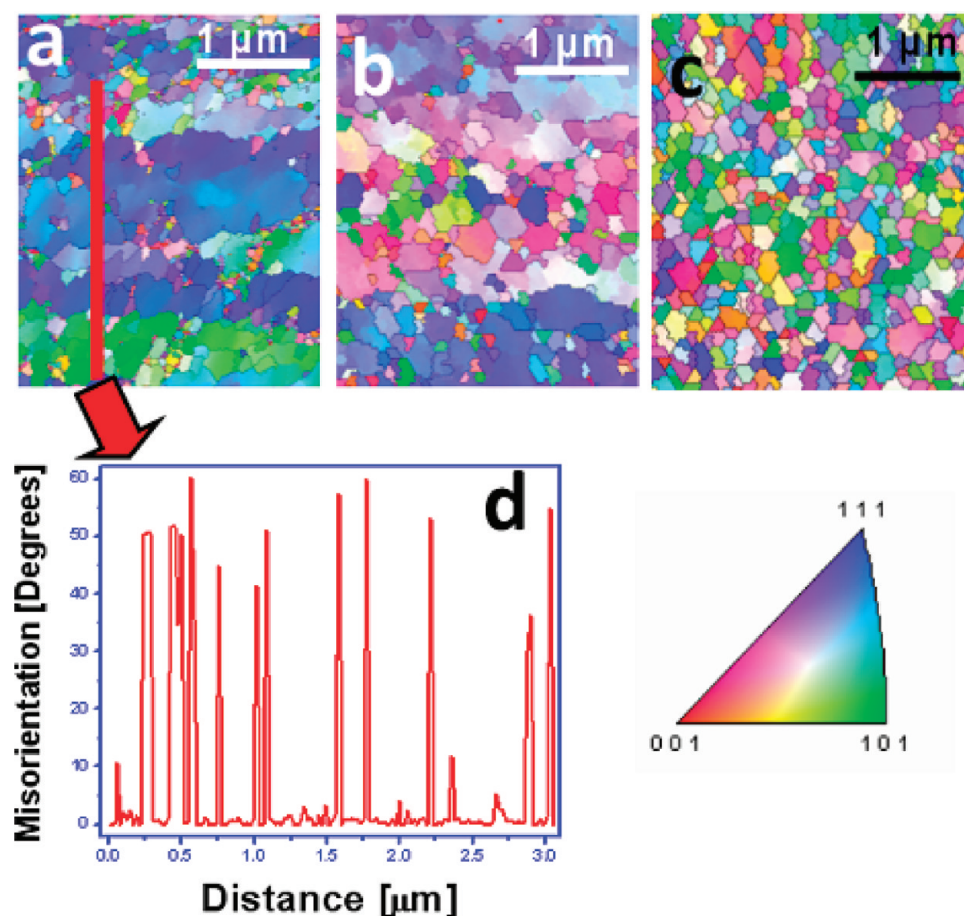 a
1 μm
b
1 μm
c
1 μm
d
Misorientation [Degrees]
60
50
40
30
20
10
0
0.0 0.5 1.0 1.5 2.0 2.5 3.0
Distance [μm]
1 1 1
0 0 1
1 0 1